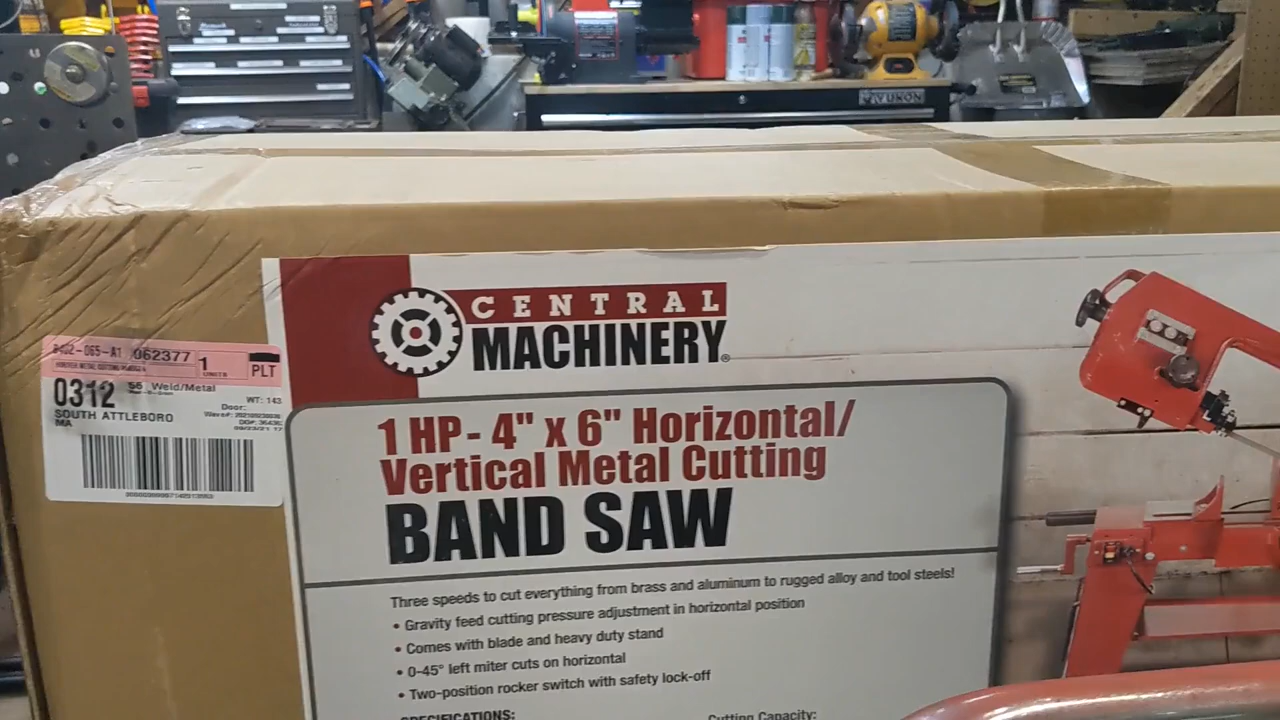 YUKON
CENTRAL
MACHINERY®
062377
1
UNITS
PLT
0312 56 Weld/Metal
WT: 143
SOUTH ATTLEBORO
Door:
MA
1 HP - 4" x 6" Horizontal/
Vertical Metal Cutting
BAND SAW
Three speeds to cut everything from brass and aluminum to rugged alloy and tool steels!
• Gravity feed cutting pressure adjustment in horizontal position
• Comes with blade and heavy duty stand
• 0-45° left miter cuts on horizontal
• Two-position rocker switch with safety lock-off
SPECIFICATIONS:
Cutting Capacity: